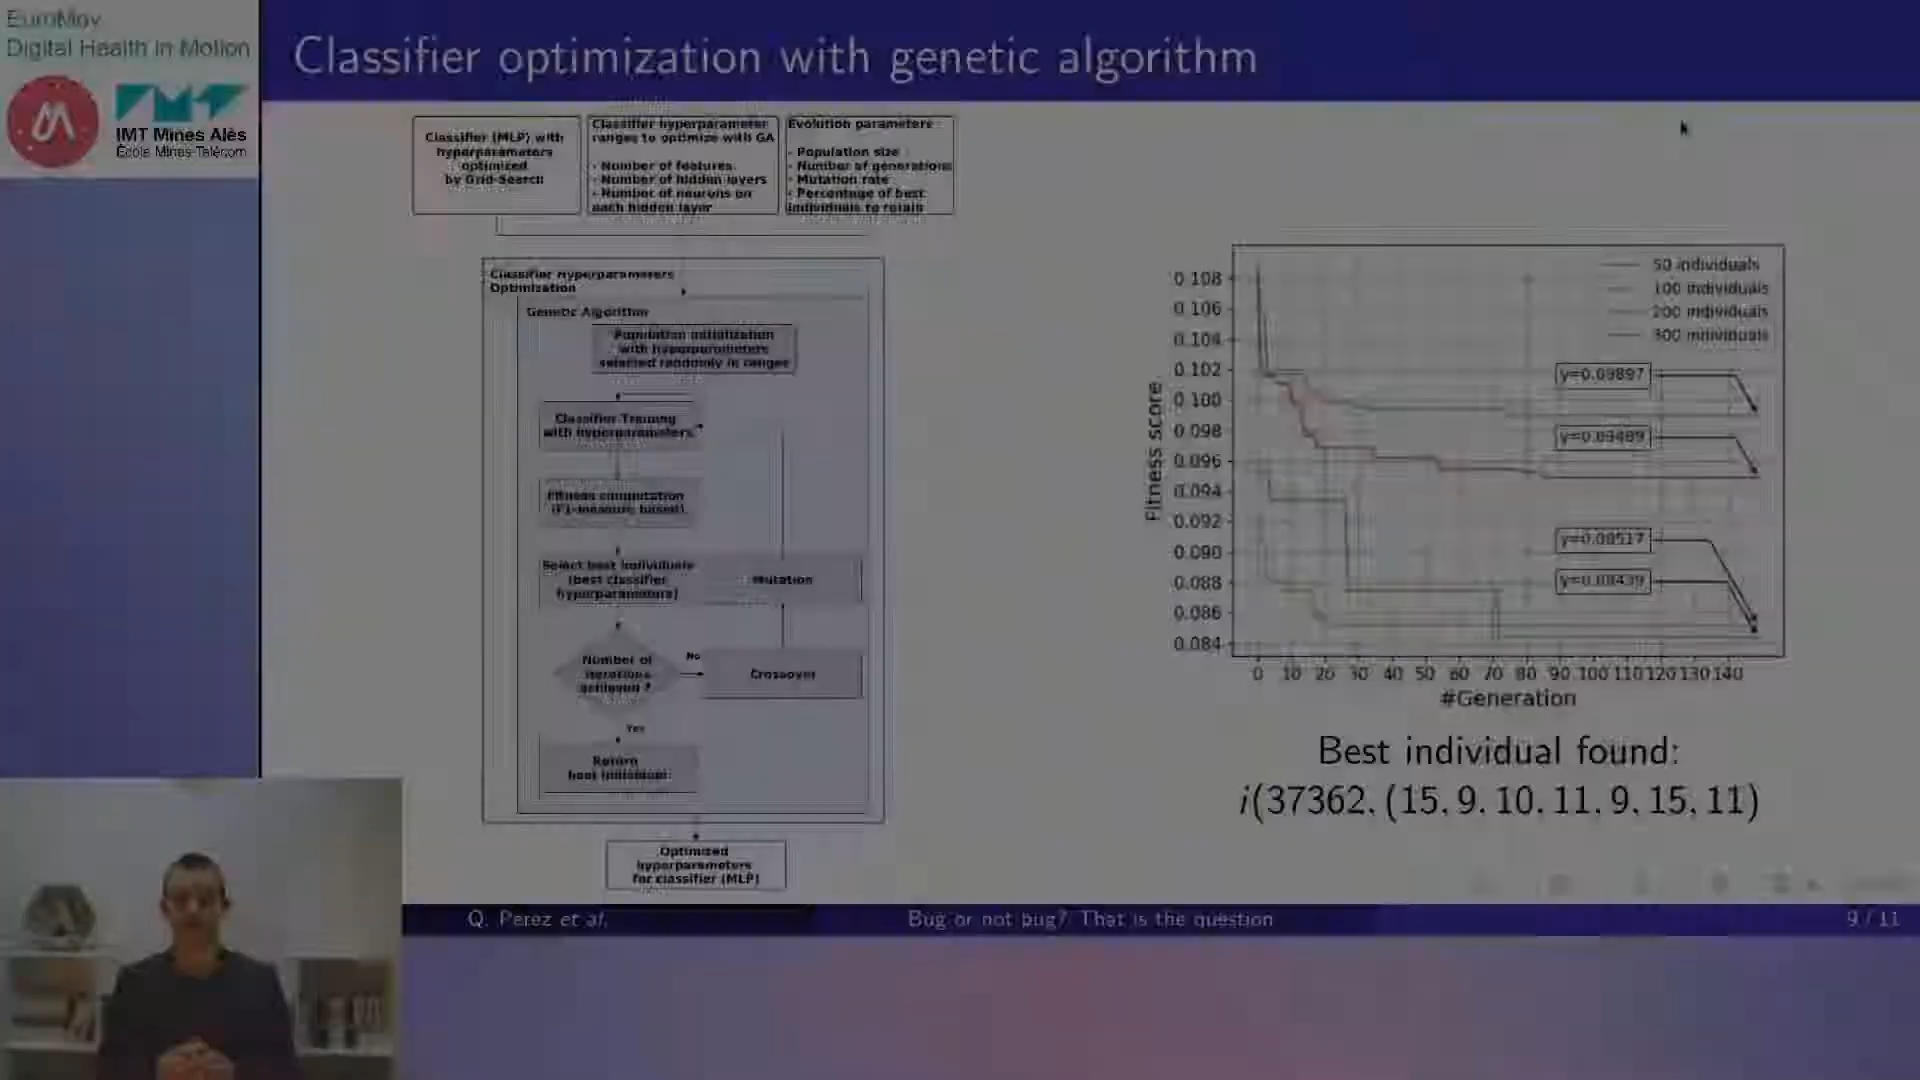 EuroMov
Digital Health in Motion
IMT Mines Alès
École Mines-Télécom
Classifier optimization with genetic algorithm
Classifier (MLP) with
hyperparameters
optimized
by Grid-Search
Classifier hyperparameter
ranges to optimize with GA
- Number of features
- Number of hidden layers
- Number of neurons on
each hidden layer
Evolution parameters
- Population size
- Number of generations
- Mutation rate
- Percentage of best
individuals to retain
Classifier Hyperparameters
Optimization
Genetic Algorithm
Population initialization
with hyperparameters
selected randomly in ranges
Classifier Training
with hyperparameters
Fitness computation
(F1-measure based)
Select best individuals
(best classifier
hyperparameters)
Mutation
Number of
iterations
achieved ?
No
Crossover
Yes
Return
best individual
Optimized
hyperparameters
for classifier (MLP)
50 individuals
100 individuals
200 individuals
300 individuals
0.108
0.106
0.104
0.102
0.100
0.098
0.096
0.094
0.092
0.090
0.088
0.086
0.084
Fitness score
y=0.09897
y=0.09489
y=0.08517
y=0.08439
0 10 20 30 40 50 60 70 80 90 100 110 120 130 140
#Generation
Best individual found:
i(37362, (15, 9, 10, 11, 9, 15, 11)
Q. Perez et al.
Bug or not bug? That is the question
9 / 11